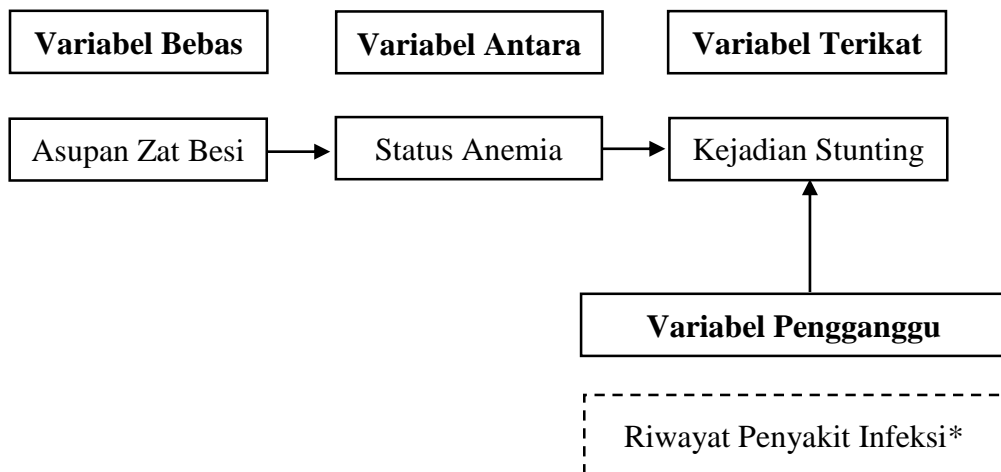 Variabel Bebas
Variabel Antara
Variabel Terikat
Asupan Zat Besi
Status Anemia
Kejadian Stunting
Variabel Pengganggu
Riwayat Penyakit Infeksi*